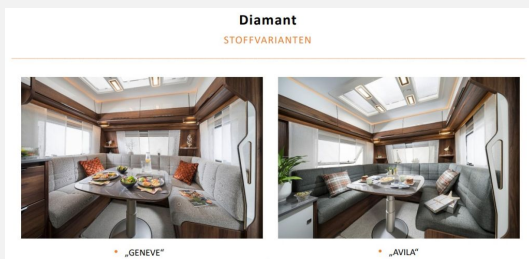 Diamant
STOFFVARIANTEN
• „GENEVE“
• „AVILA“